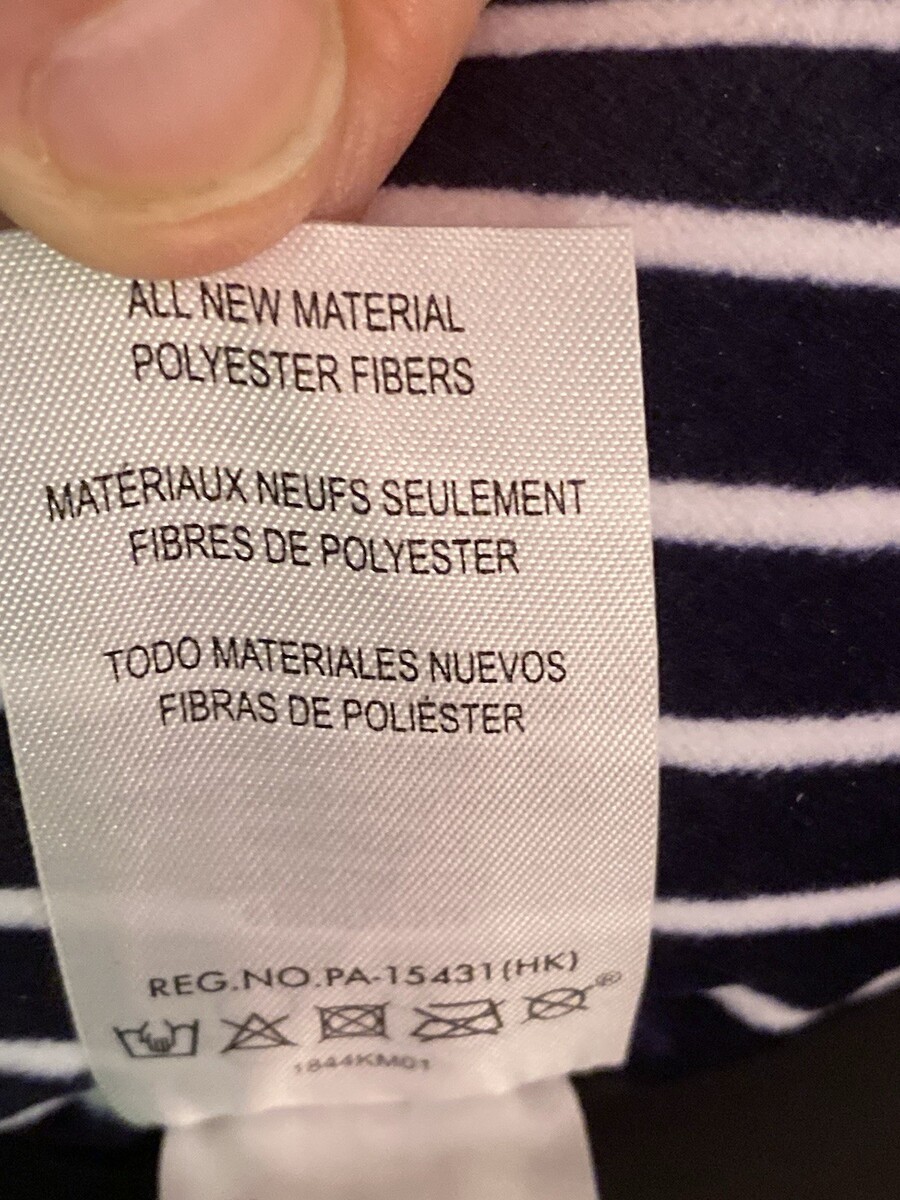 ALL NEW MATERIAL
POLYESTER FIBERS
MATÉRIAUX NEUFS SEULEMENT
FIBRES DE POLYESTER
TODO MATERIALES NUEVOS
FIBRAS DE POLIÉSTER
REG.NO.PA-15431(HK)
®
1844KM01